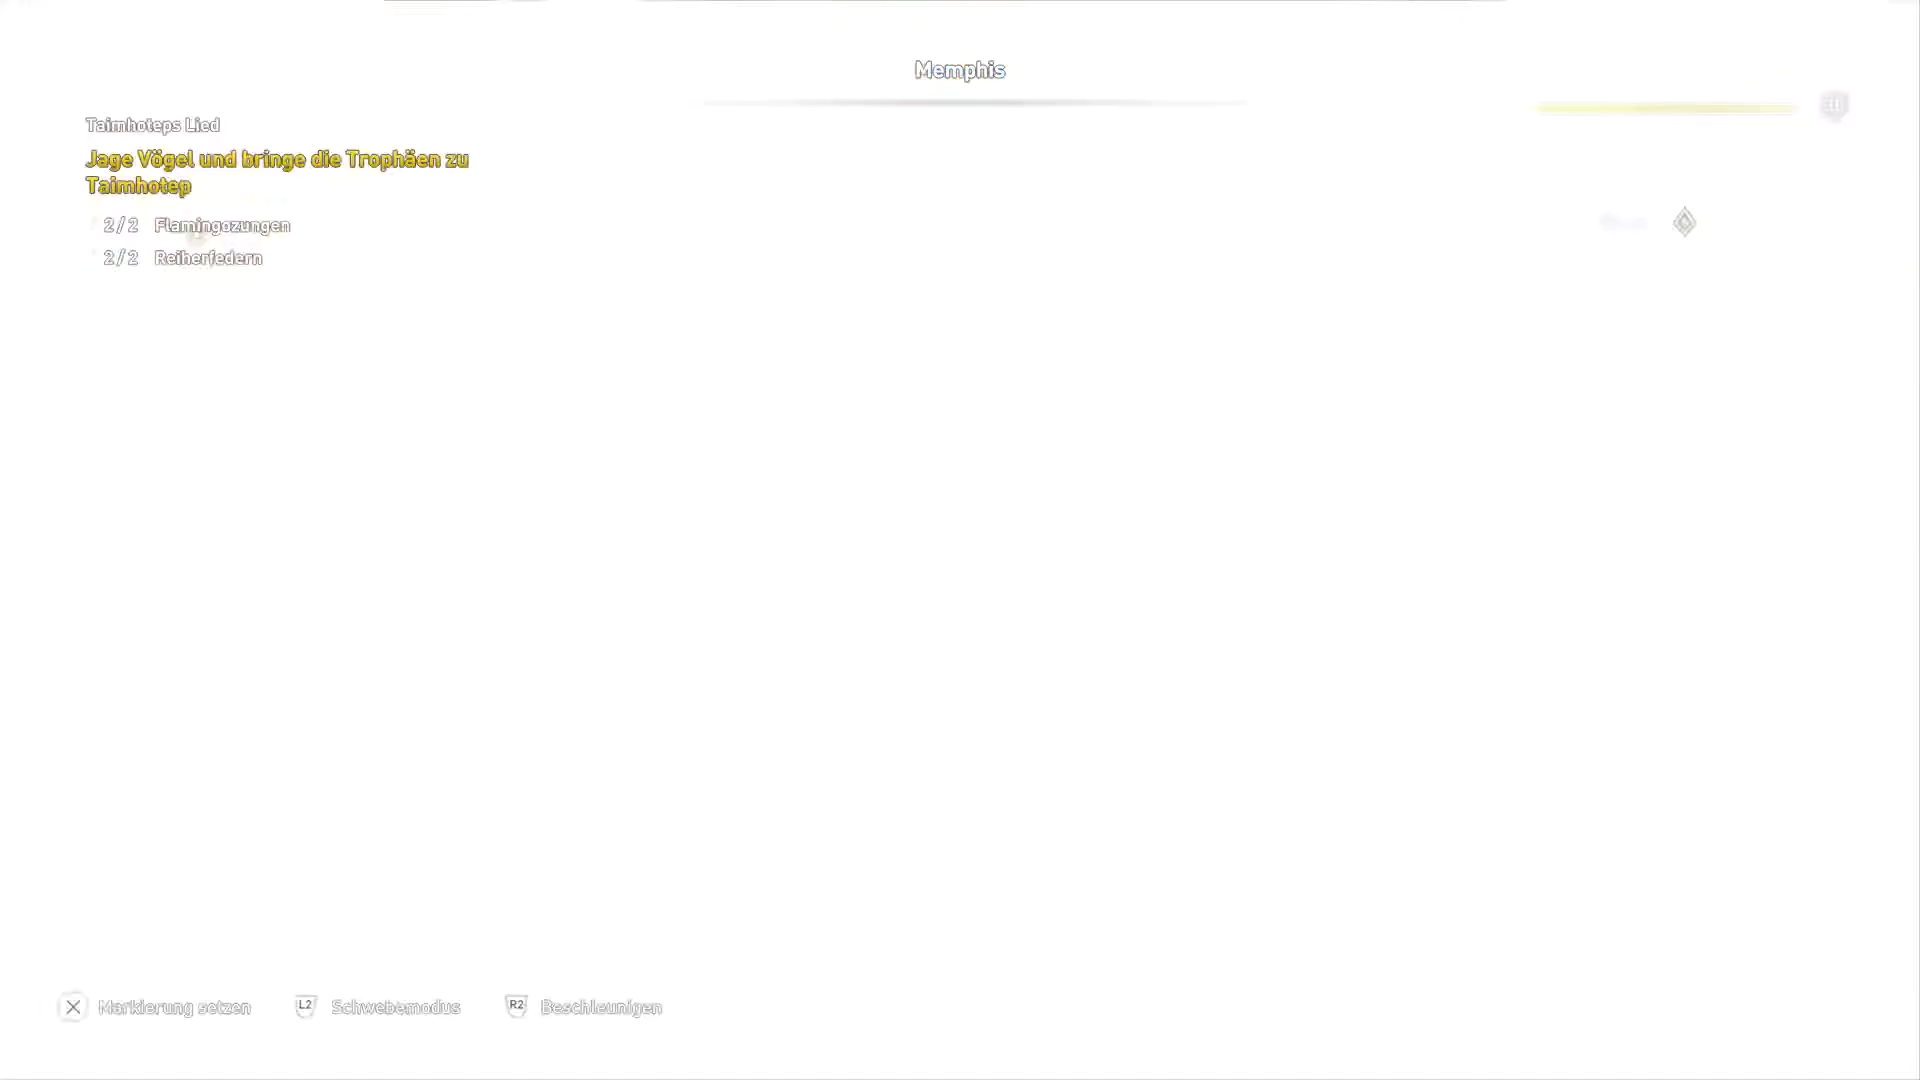 Memphis
Taimhoteps Lied
Jage Vögel und bringe die Trophäen zu
Taimhotep
2/2 Flamingozungen
2/2 Reiherfedern
Markierung setzen L2 Schwebemodus R2 Beschleunigen